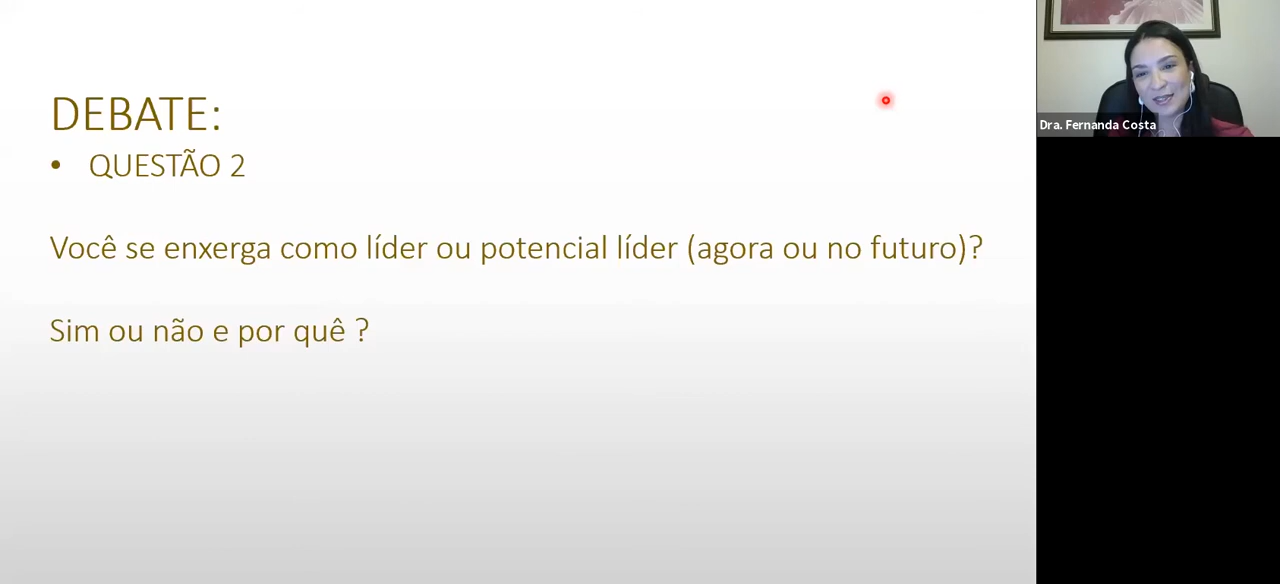 DEBATE:
• QUESTÃO 2
Você se enxerga como líder ou potencial líder (agora ou no futuro)?
Sim ou não e por quê ?
Dra. Fernanda Costa